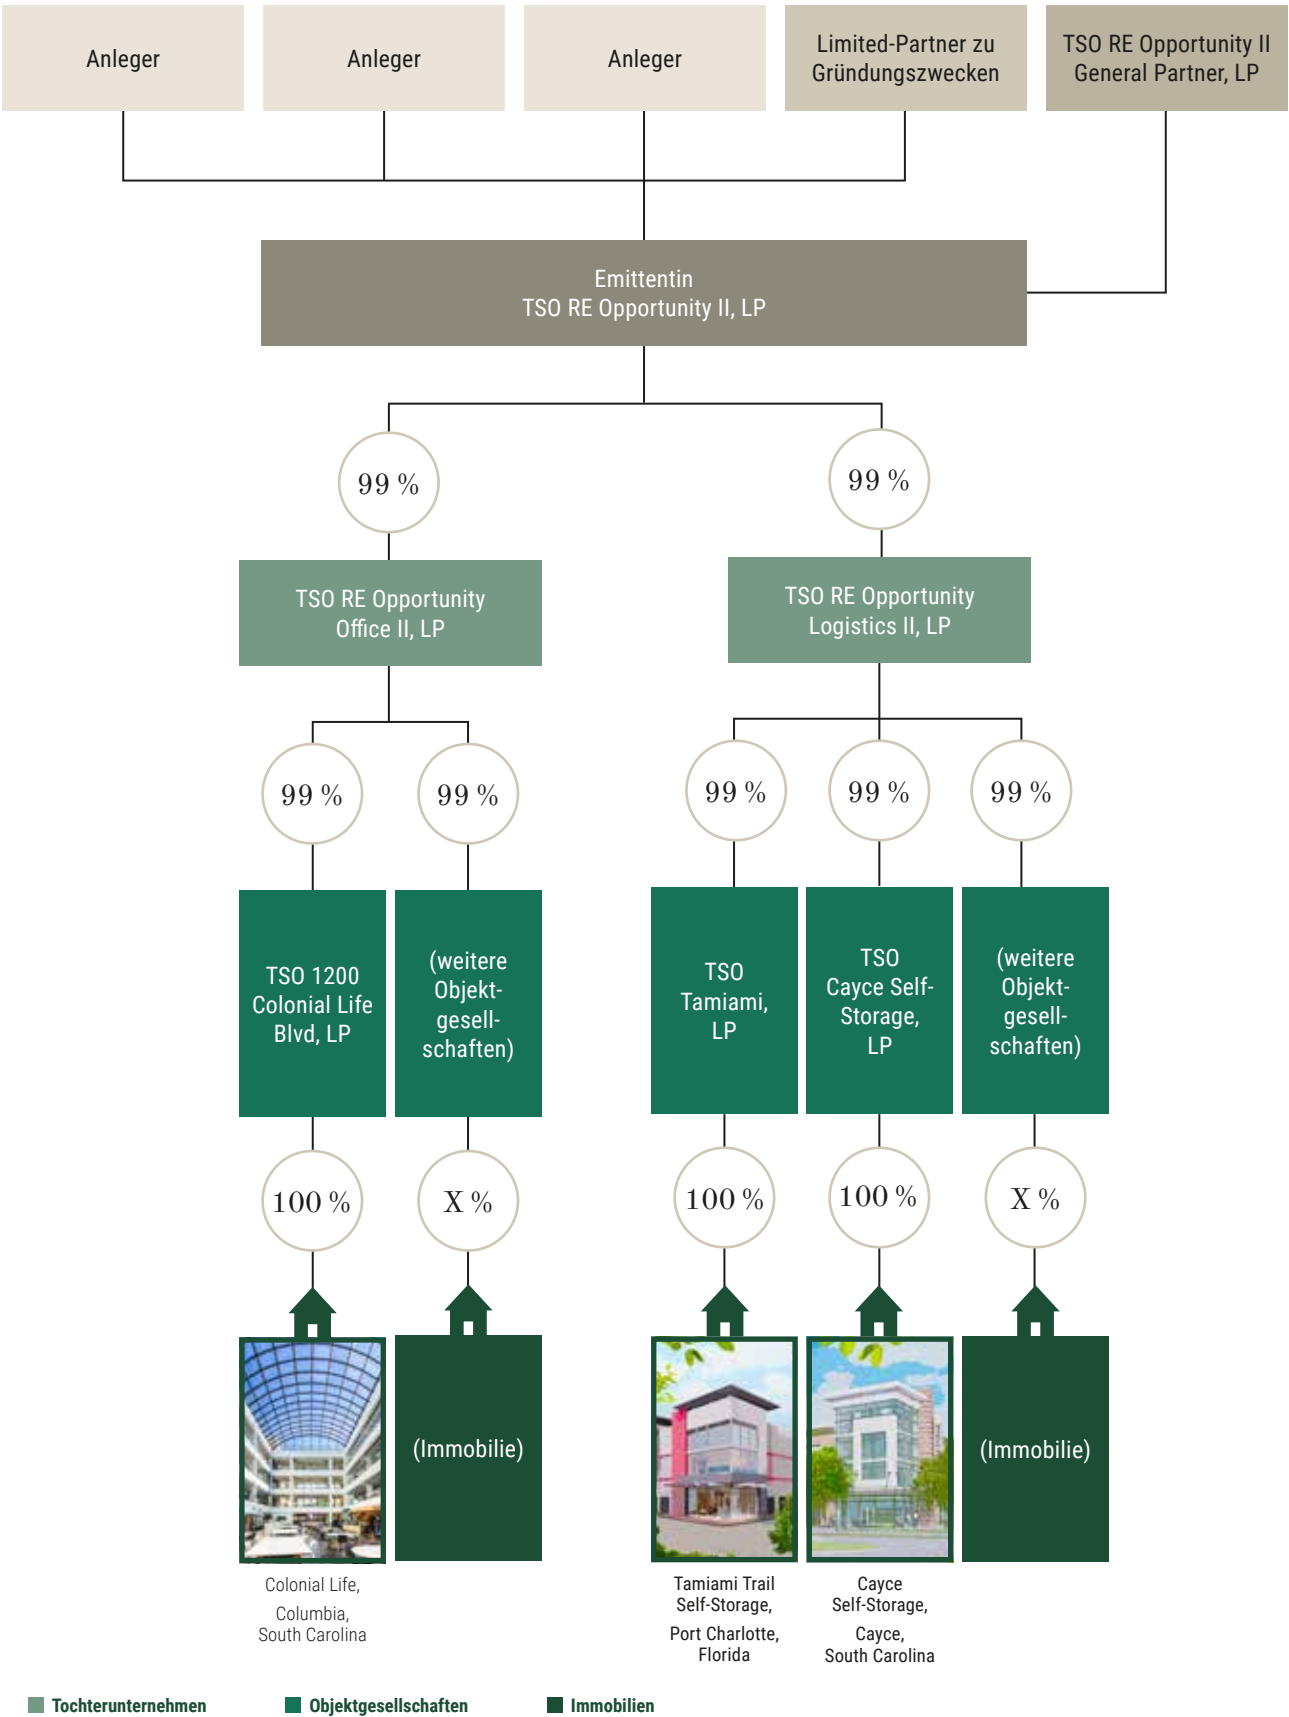 Anleger
Anleger
Anleger
Limited-Partner zu
Gründungszwecken
TSO RE Opportunity II
General Partner, LP
Emittentin
TSO RE Opportunity II, LP
99 %
99 %
TSO RE Opportunity
Office II, LP
TSO RE Opportunity
Logistics II, LP
99 %
99 %
99 %
99 %
99 %
TSO 1200
Colonial Life
Blvd, LP
(weitere
Objekt-
gesell-
schaften)
TSO
Tamiami,
LP
TSO
Cayce Self-
Storage,
LP
(weitere
Objekt-
gesell-
schaften)
100 %
X %
100 %
100 %
X %
(Immobilie)
(Immobilie)
Colonial Life,
Columbia,
South Carolina
Tamiami Trail
Self-Storage,
Port Charlotte,
Florida
Cayce
Self-Storage,
Cayce,
South Carolina
Tochterunternehmen
Objektgesellschaften
Immobilien